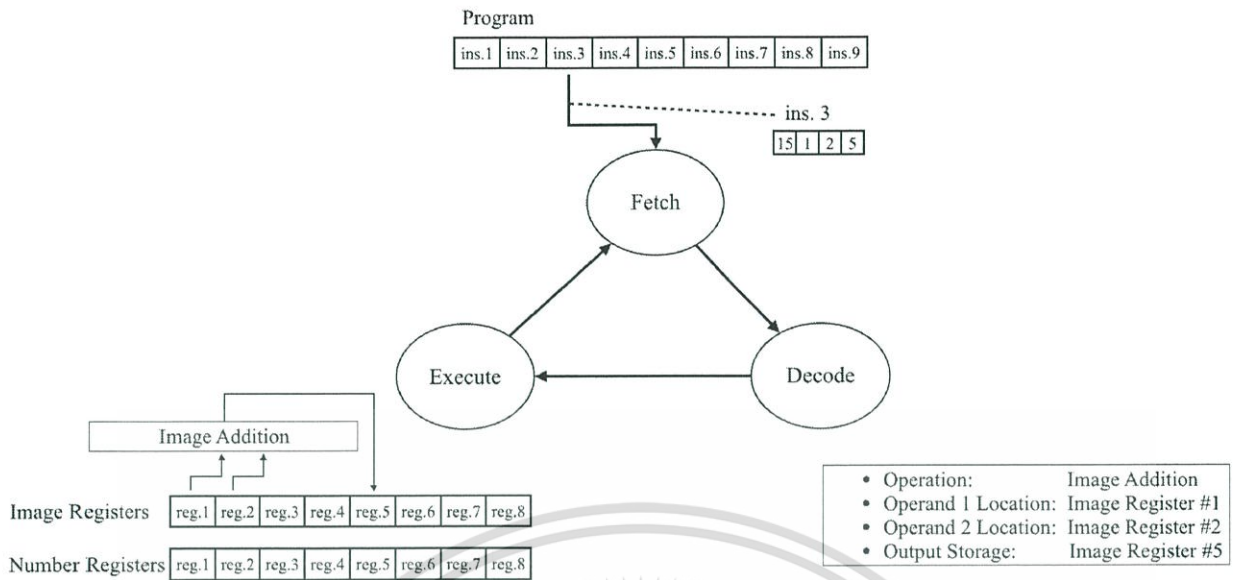 Program
ins.1 ins.2 ins.3 ins.4 ins.5 ins.6 ins.7 ins.8 ins.9
ins. 3
15 1 2 5
Fetch
Execute
Decode
Image Addition
Image Registers reg.1 reg.2 reg.3 reg.4 reg.5 reg.6 reg.7 reg.8
Number Registers reg.1 reg.2 reg.3 reg.4 reg.5 reg.6 reg.7 reg.8
• Operation: Image Addition
• Operand 1 Location: Image Register #1
• Operand 2 Location: Image Register #2
• Output Storage: Image Register #5